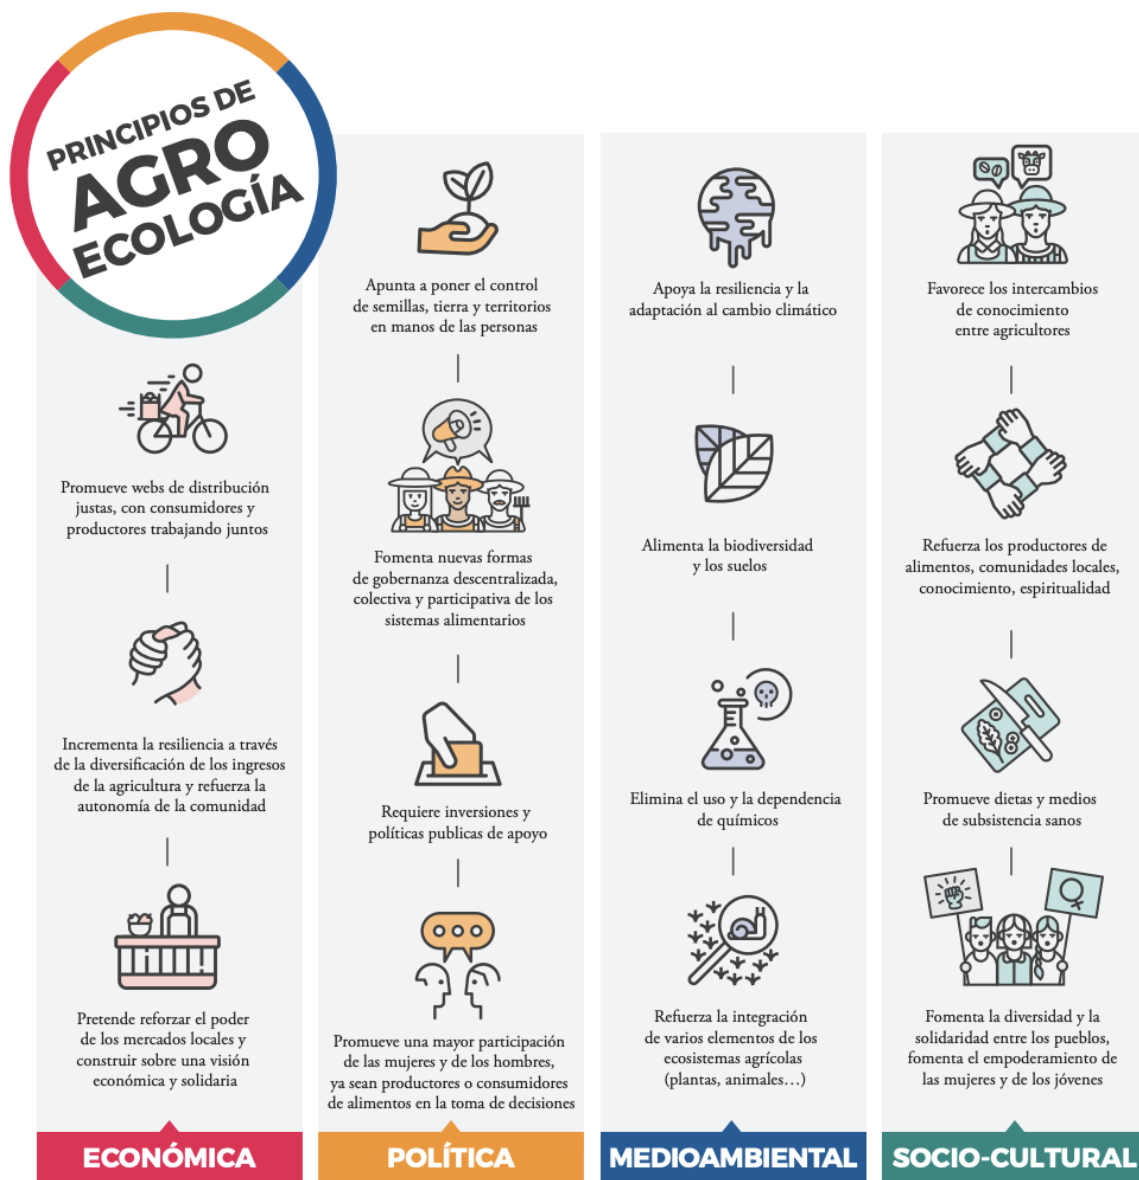 PRINCIPIOS DE
AGRO
ECOLOGÍA
Promueve webs de distribución
justas, con consumidores y
productores trabajando juntos
Incrementa la resiliencia a través
de la diversificación de los ingresos
de la agricultura y refuerza la
autonomía de la comunidad
Pretende reforzar el poder
de los mercados locales y
construir sobre una visión
económica y solidaria
ECONÓMICA
Apunta a poner el control
de semillas, tierra y territorios
en manos de las personas
Fomenta nuevas formas
de gobernanza descentralizada,
colectiva y participativa de los
sistemas alimentarios
Requiere inversiones y
políticas publicas de apoyo
Promueve una mayor participación
de las mujeres y de los hombres,
ya sean productores o consumidores
de alimentos en la toma de decisiones
POLÍTICA
Apoya la resiliencia y la
adaptación al cambio climático
Alimenta la biodiversidad
y los suelos
Elimina el uso y la dependencia
de químicos
Refuerza la integración
de varios elementos de los
ecosistemas agrícolas
(plantas, animales…)
MEDIOAMBIENTAL
Favorece los intercambios
de conocimiento
entre agricultores
Refuerza los productores de
alimentos, comunidades locales,
conocimiento, espiritualidad
Promueve dietas y medios
de subsistencia sanos
Fomenta la diversidad y la
solidaridad entre los pueblos,
fomenta el empoderamiento de
las mujeres y de los jóvenes
SOCIO-CULTURAL